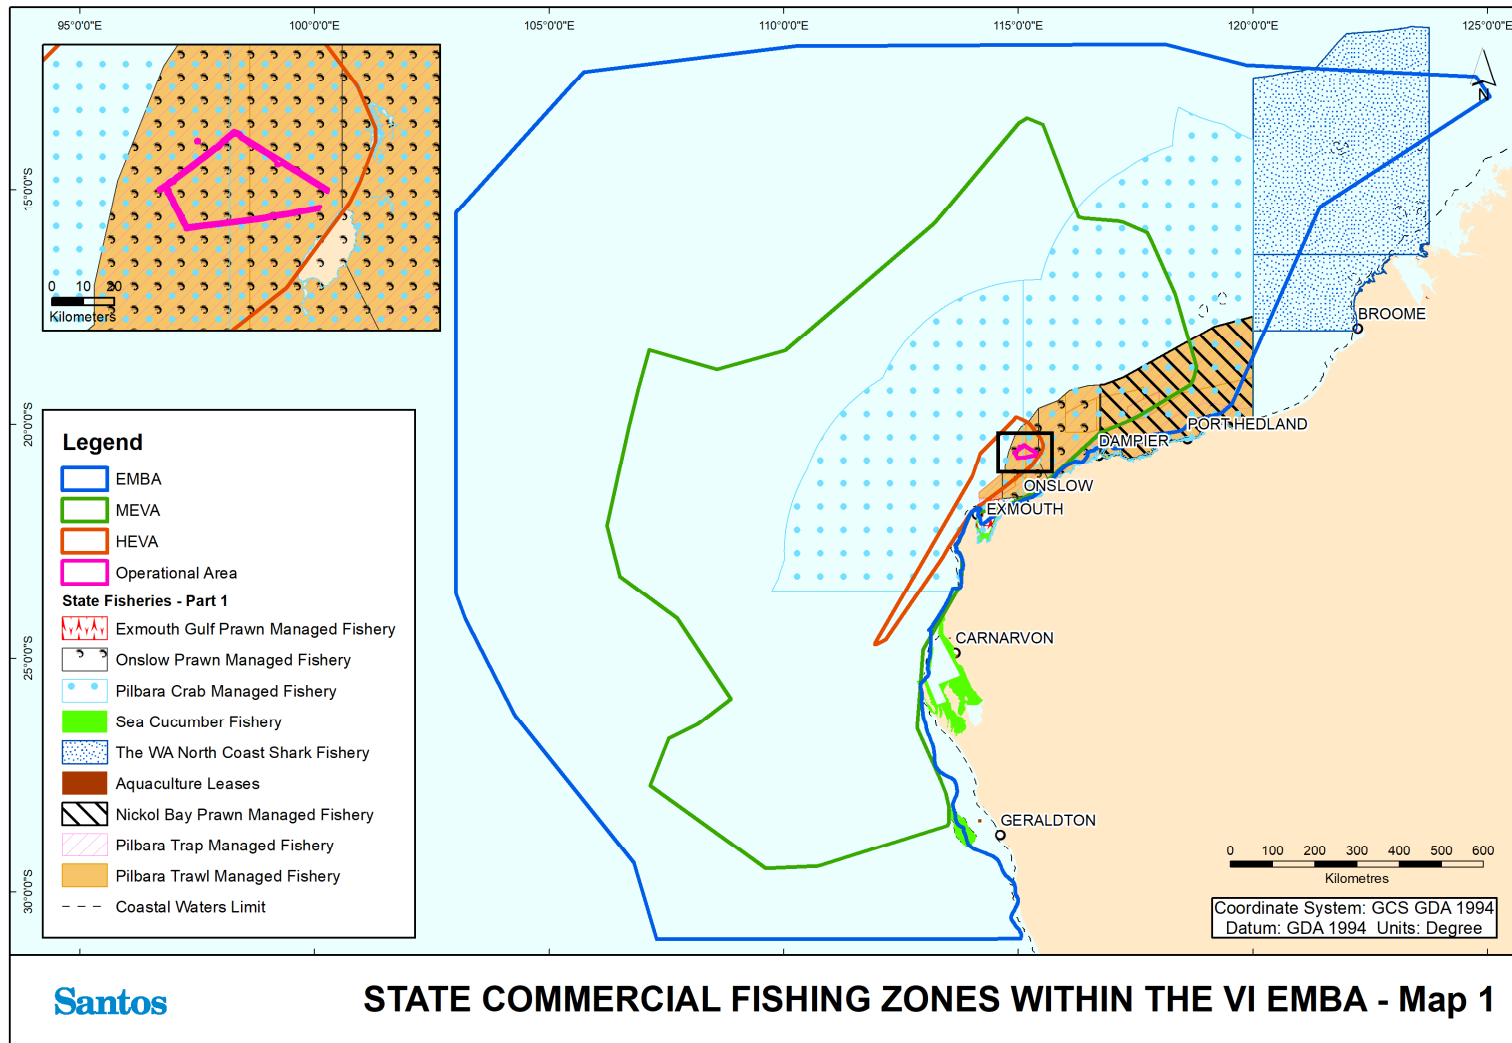 95°0'0"E
100°0'0"E
105°0'0"E
110°0'0"E
115°0'0"E
120°0'0"E
125°0'0"E
N
0 10 20
Kilometers
20°0'0"S
25°0'0"S
30°0'0"S
BROOME
PORT HEDLAND
DAMPIER
ONSLOW
EXMOUTH
CARNARVON
GERALDTON
Legend
EMBA
MEVA
HEVA
Operational Area
State Fisheries - Part 1
Exmouth Gulf Prawn Managed Fishery
Onslow Prawn Managed Fishery
Pilbara Crab Managed Fishery
Sea Cucumber Fishery
The WA North Coast Shark Fishery
Aquaculture Leases
Nickol Bay Prawn Managed Fishery
Pilbara Trap Managed Fishery
Pilbara Trawl Managed Fishery
Coastal Waters Limit
0 100 200 300 400 500 600
Kilometres
Coordinate System: GCS GDA 1994
Datum: GDA 1994 Units: Degree
Santos
STATE COMMERCIAL FISHING ZONES WITHIN THE VI EMBA - Map 1